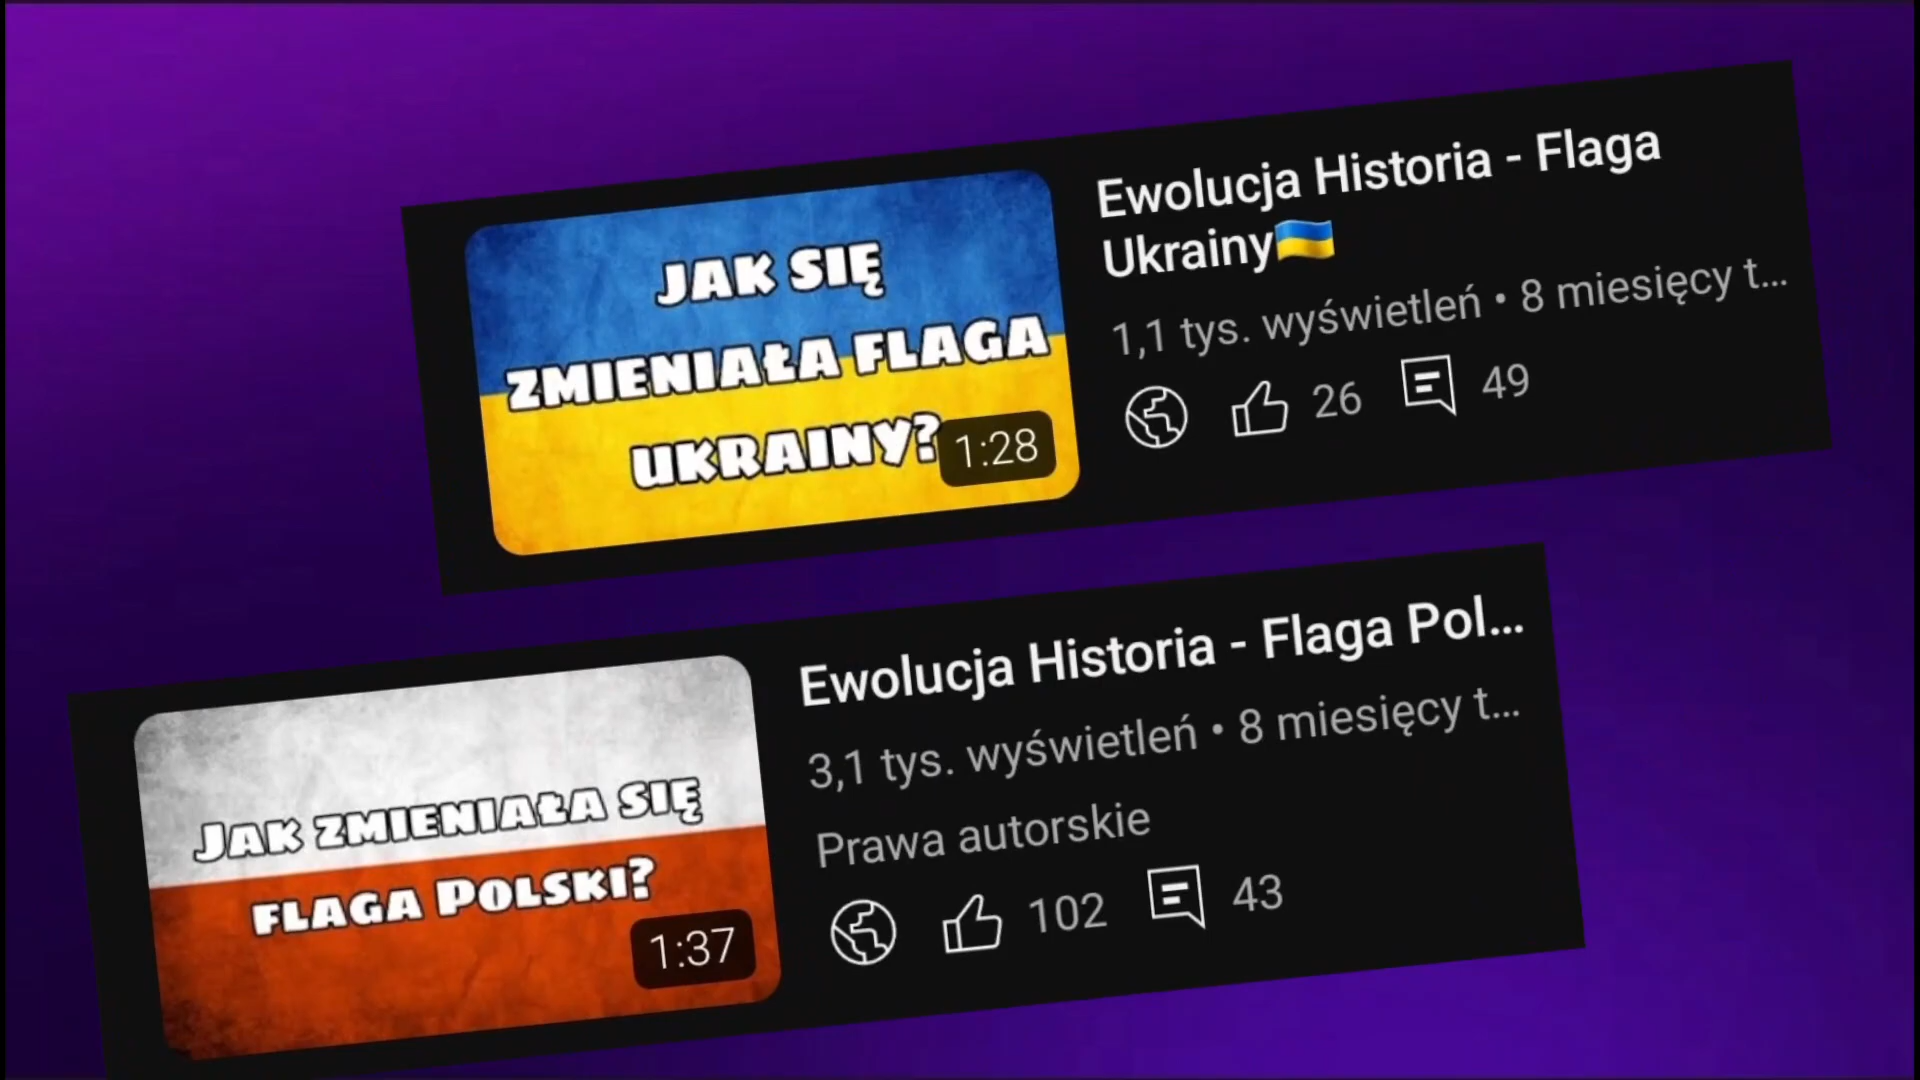 JAK SIĘ
ZMIENIAŁA FLAGA
UKRAINY?
1:28
Ewolucja Historia - Flaga
Ukrainy🇺🇦
1,1 tys. wyświetleń • 8 miesięcy t...
26 49
JAK ZMIENIAŁA SIĘ
FLAGA POLSKI?
1:37
Ewolucja Historia - Flaga Pol...
3,1 tys. wyświetleń • 8 miesięcy t...
Prawa autorskie
102 43